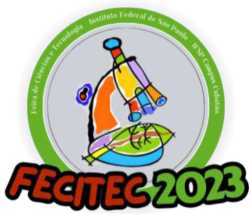 Feira de Ciências e Tecnologia - Instituto Federal de São Paulo - IFSP Campus Cubatão
FECITEC 2023